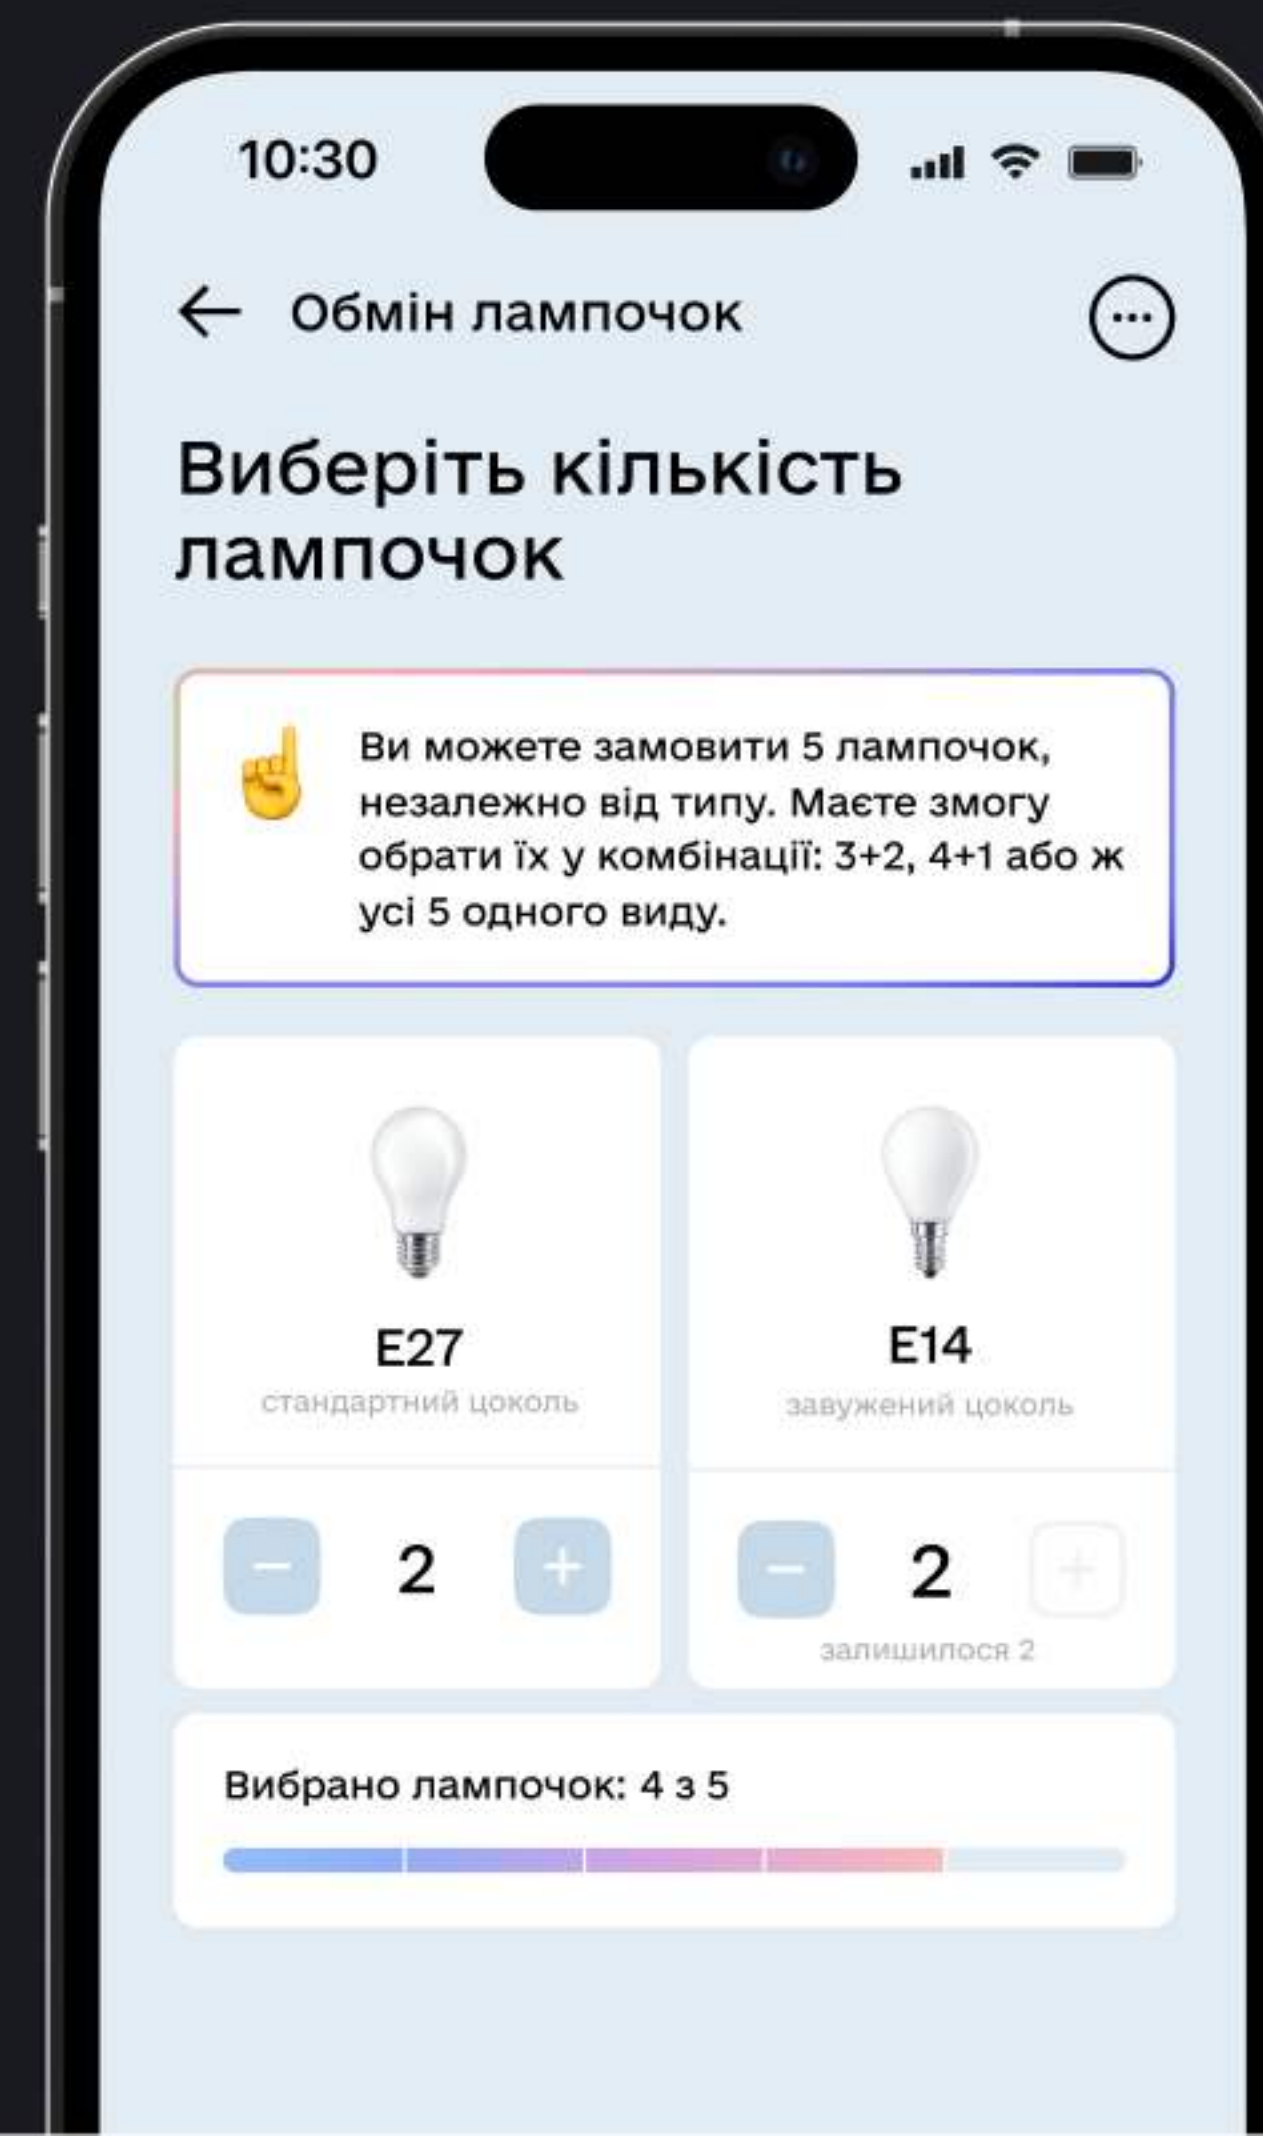 10:30
Обмін лампочок
Виберіть кількість
лампочок
Ви можете замовити 5 лампочок,
незалежно від типу. Маєте змогу
обрати їх у комбінації: 3+2, 4+1 або ж
усі 5 одного виду.
E27
стандартний цоколь
− 2 +
E14
завужений цоколь
− 2 +
залишилося 2
Вибрано лампочок: 4 з 5